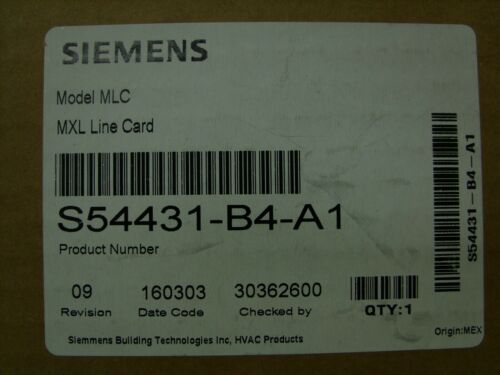 SIEMENS
Model MLC
MXL Line Card
S54431-B4-A1
Product Number
09 160303 30362600
Revision Date Code Checked by QTY:1
Siemmens Building Technologies Inc, HVAC Products
Origin:MEX
S54431-B4-A1